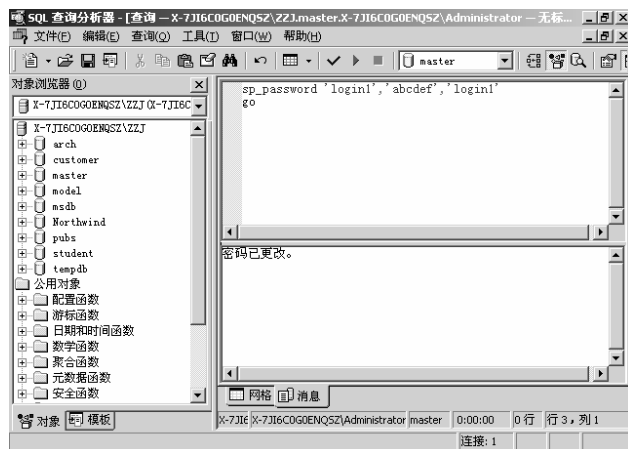 SQL 查询分析器 - [查询 — X-7JI6C0G0ENQSZ\ZZJ.master.X-7JI6C0G0ENQSZ\Administrator — 无标...
文件(F) 编辑(E) 查询(Q) 工具(T) 窗口(W) 帮助(H)
master
对象浏览器(O)
X-7JI6C0G0ENQSZ\ZZJ(X-7JI6C
X-7JI6C0G0ENQSZ\ZZJ
arch
customer
master
model
msdb
Northwind
pubs
student
tempdb
公用对象
配置函数
游标函数
日期和时间函数
数学函数
聚合函数
元数据函数
安全函数
对象 模板
sp_password 'login1','abcdef','login1'
go
密码已更改。
网格 消息
X-7JI6 X-7JI6C0G0ENQSZ\Administrator master 0:00:00 0 行 行 3，列 1
连接: 1